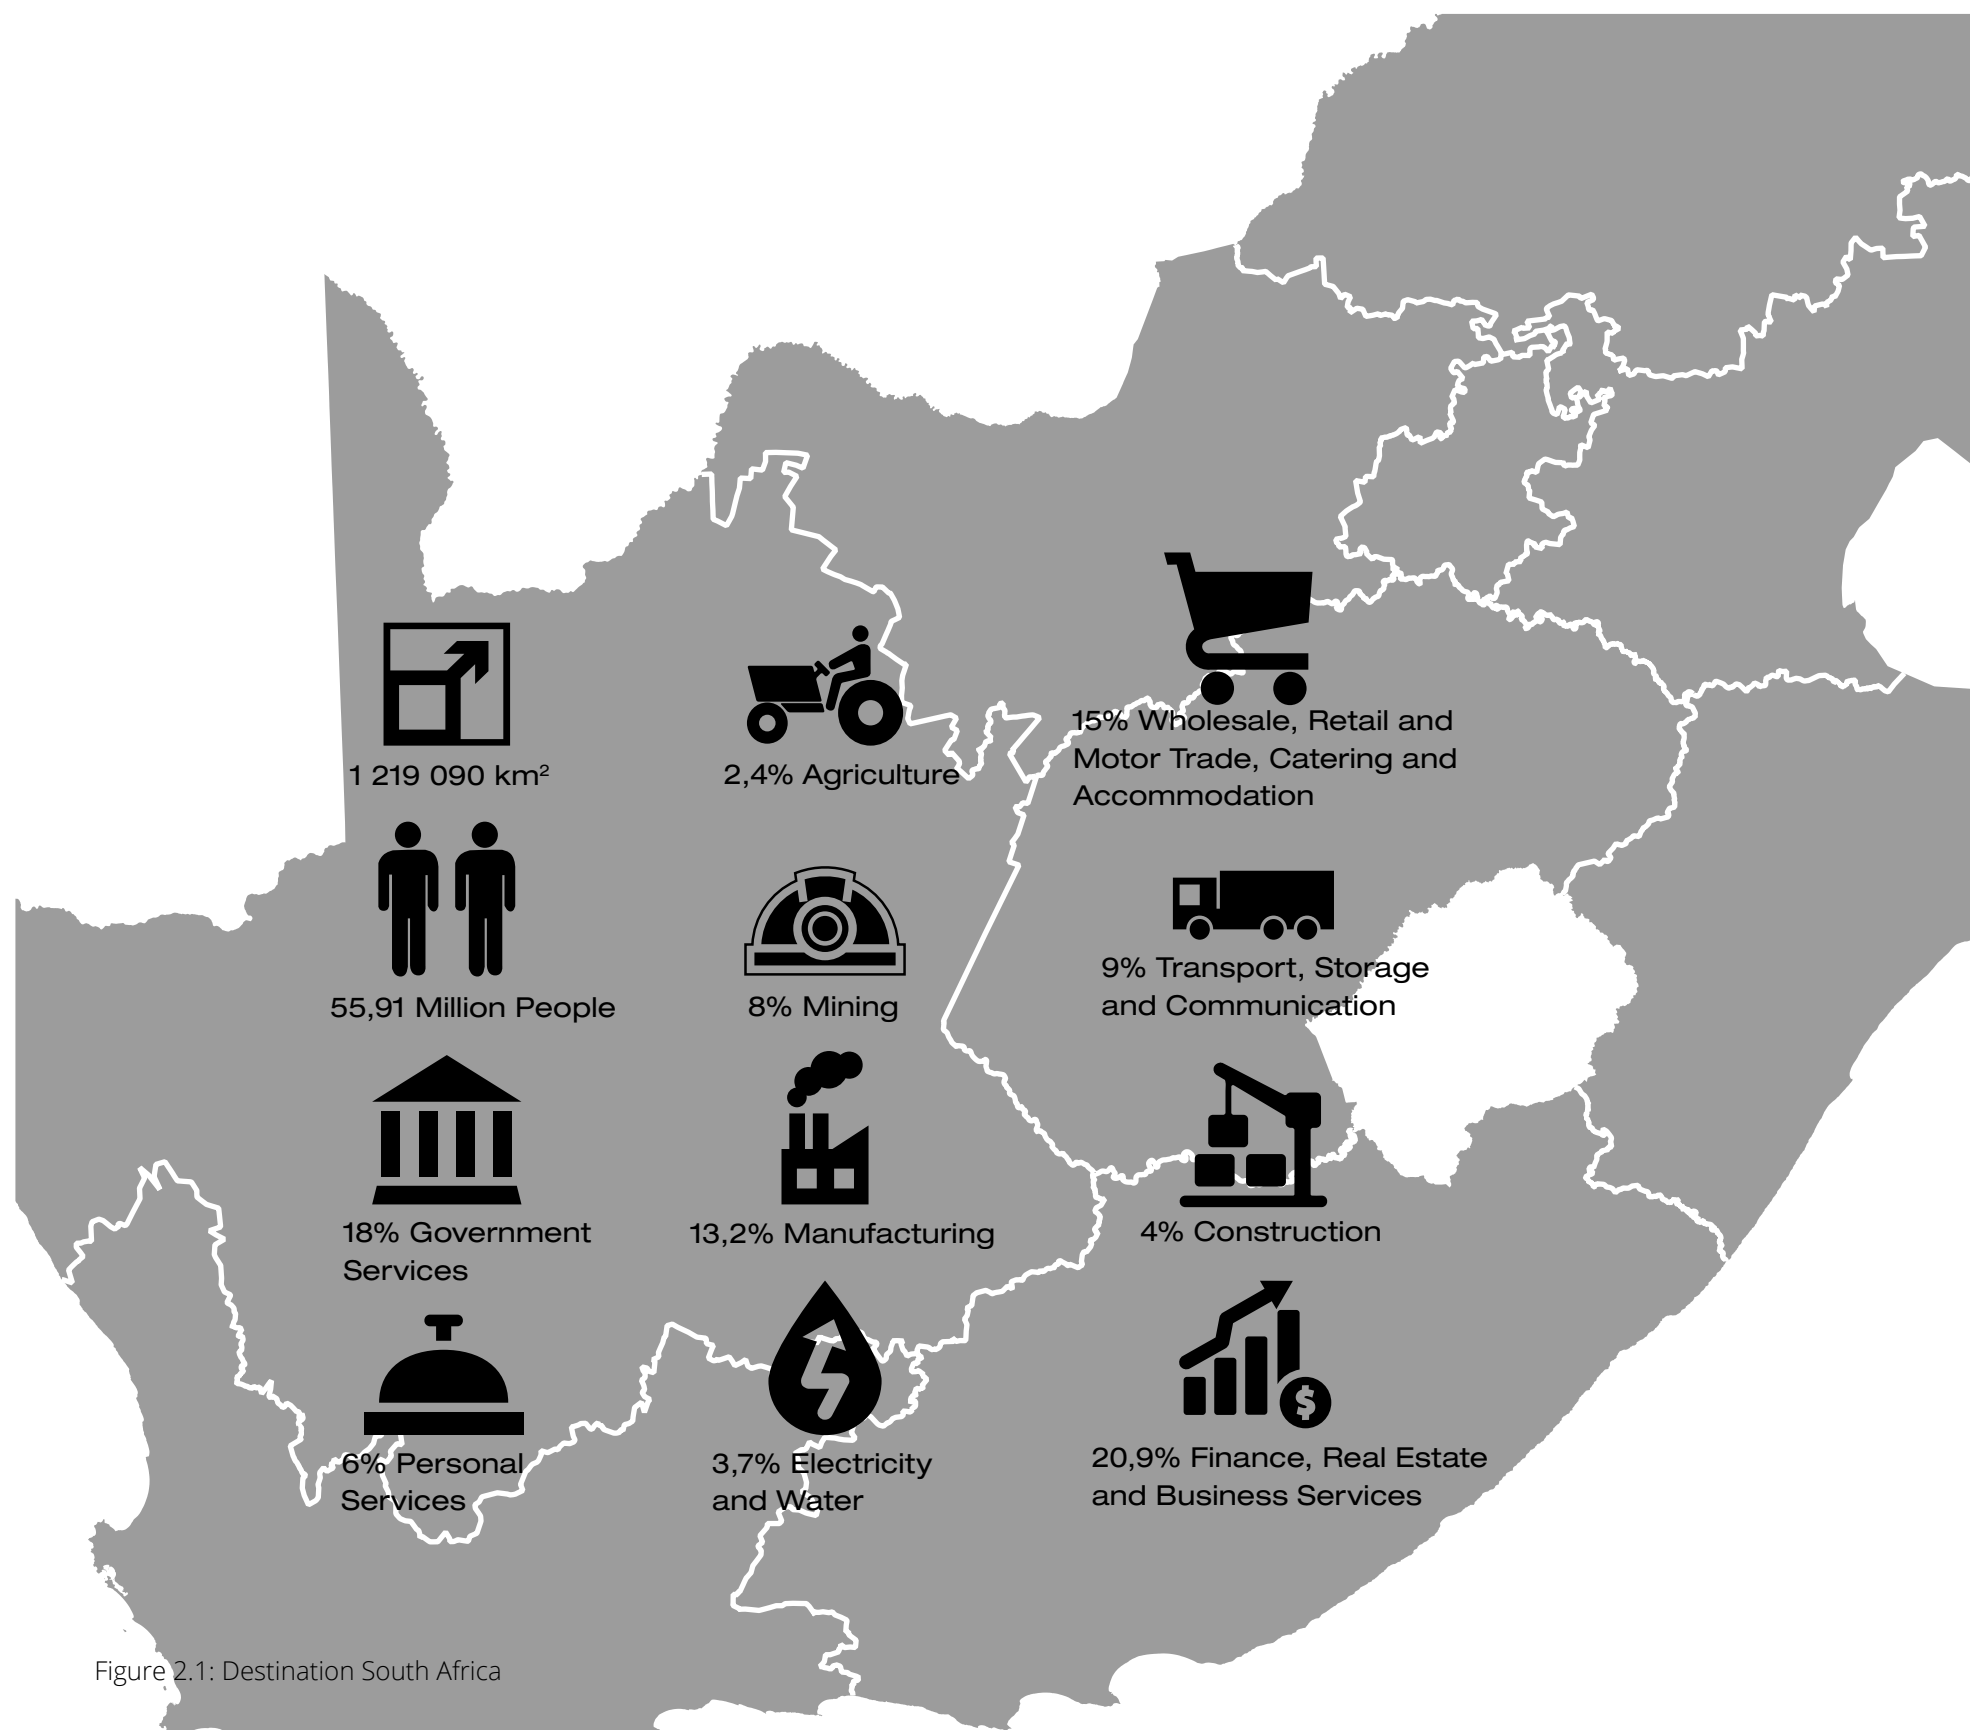 1 219 090 km²
55,91 Million People
18% Government
Services
6% Personal
Services
2,4% Agriculture
8% Mining
13,2% Manufacturing
3,7% Electricity
and Water
15% Wholesale, Retail and
Motor Trade, Catering and
Accommodation
9% Transport, Storage
and Communication
4% Construction
$
20,9% Finance, Real Estate
and Business Services
Figure 2.1: Destination South Africa